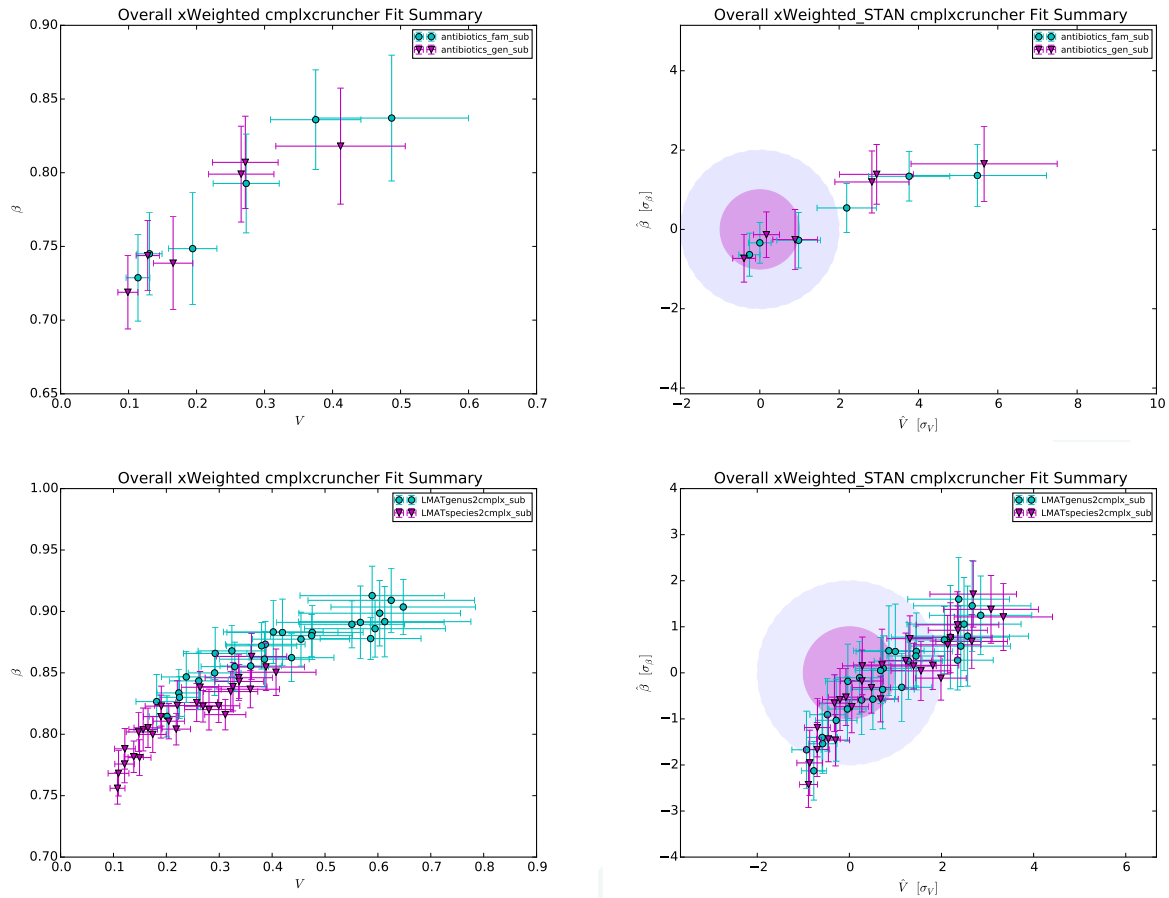 Overall xWeighted cmplxcruncher Fit Summary
antibiotics_fam_sub
antibiotics_gen_sub
0.90
0.85
0.80
0.75
0.70
0.65
β
0.0 0.1 0.2 0.3 0.4 0.5 0.6 0.7
V
Overall xWeighted_STAN cmplxcruncher Fit Summary
antibiotics_fam_sub
antibiotics_gen_sub
4
2
0
−2
−4
β̂ [σβ]
−2 0 2 4 6 8 10
V̂ [σV]
Overall xWeighted cmplxcruncher Fit Summary
LMATgenus2cmplx_sub
LMATspecies2cmplx_sub
1.00
0.95
0.90
0.85
0.80
0.75
0.70
β
0.0 0.1 0.2 0.3 0.4 0.5 0.6 0.7 0.8 0.9
V
Overall xWeighted_STAN cmplxcruncher Fit Summary
LMATgenus2cmplx_sub
LMATspecies2cmplx_sub
4
3
2
1
0
−1
−2
−3
−4
β̂ [σβ]
−2 0 2 4 6
V̂ [σV]